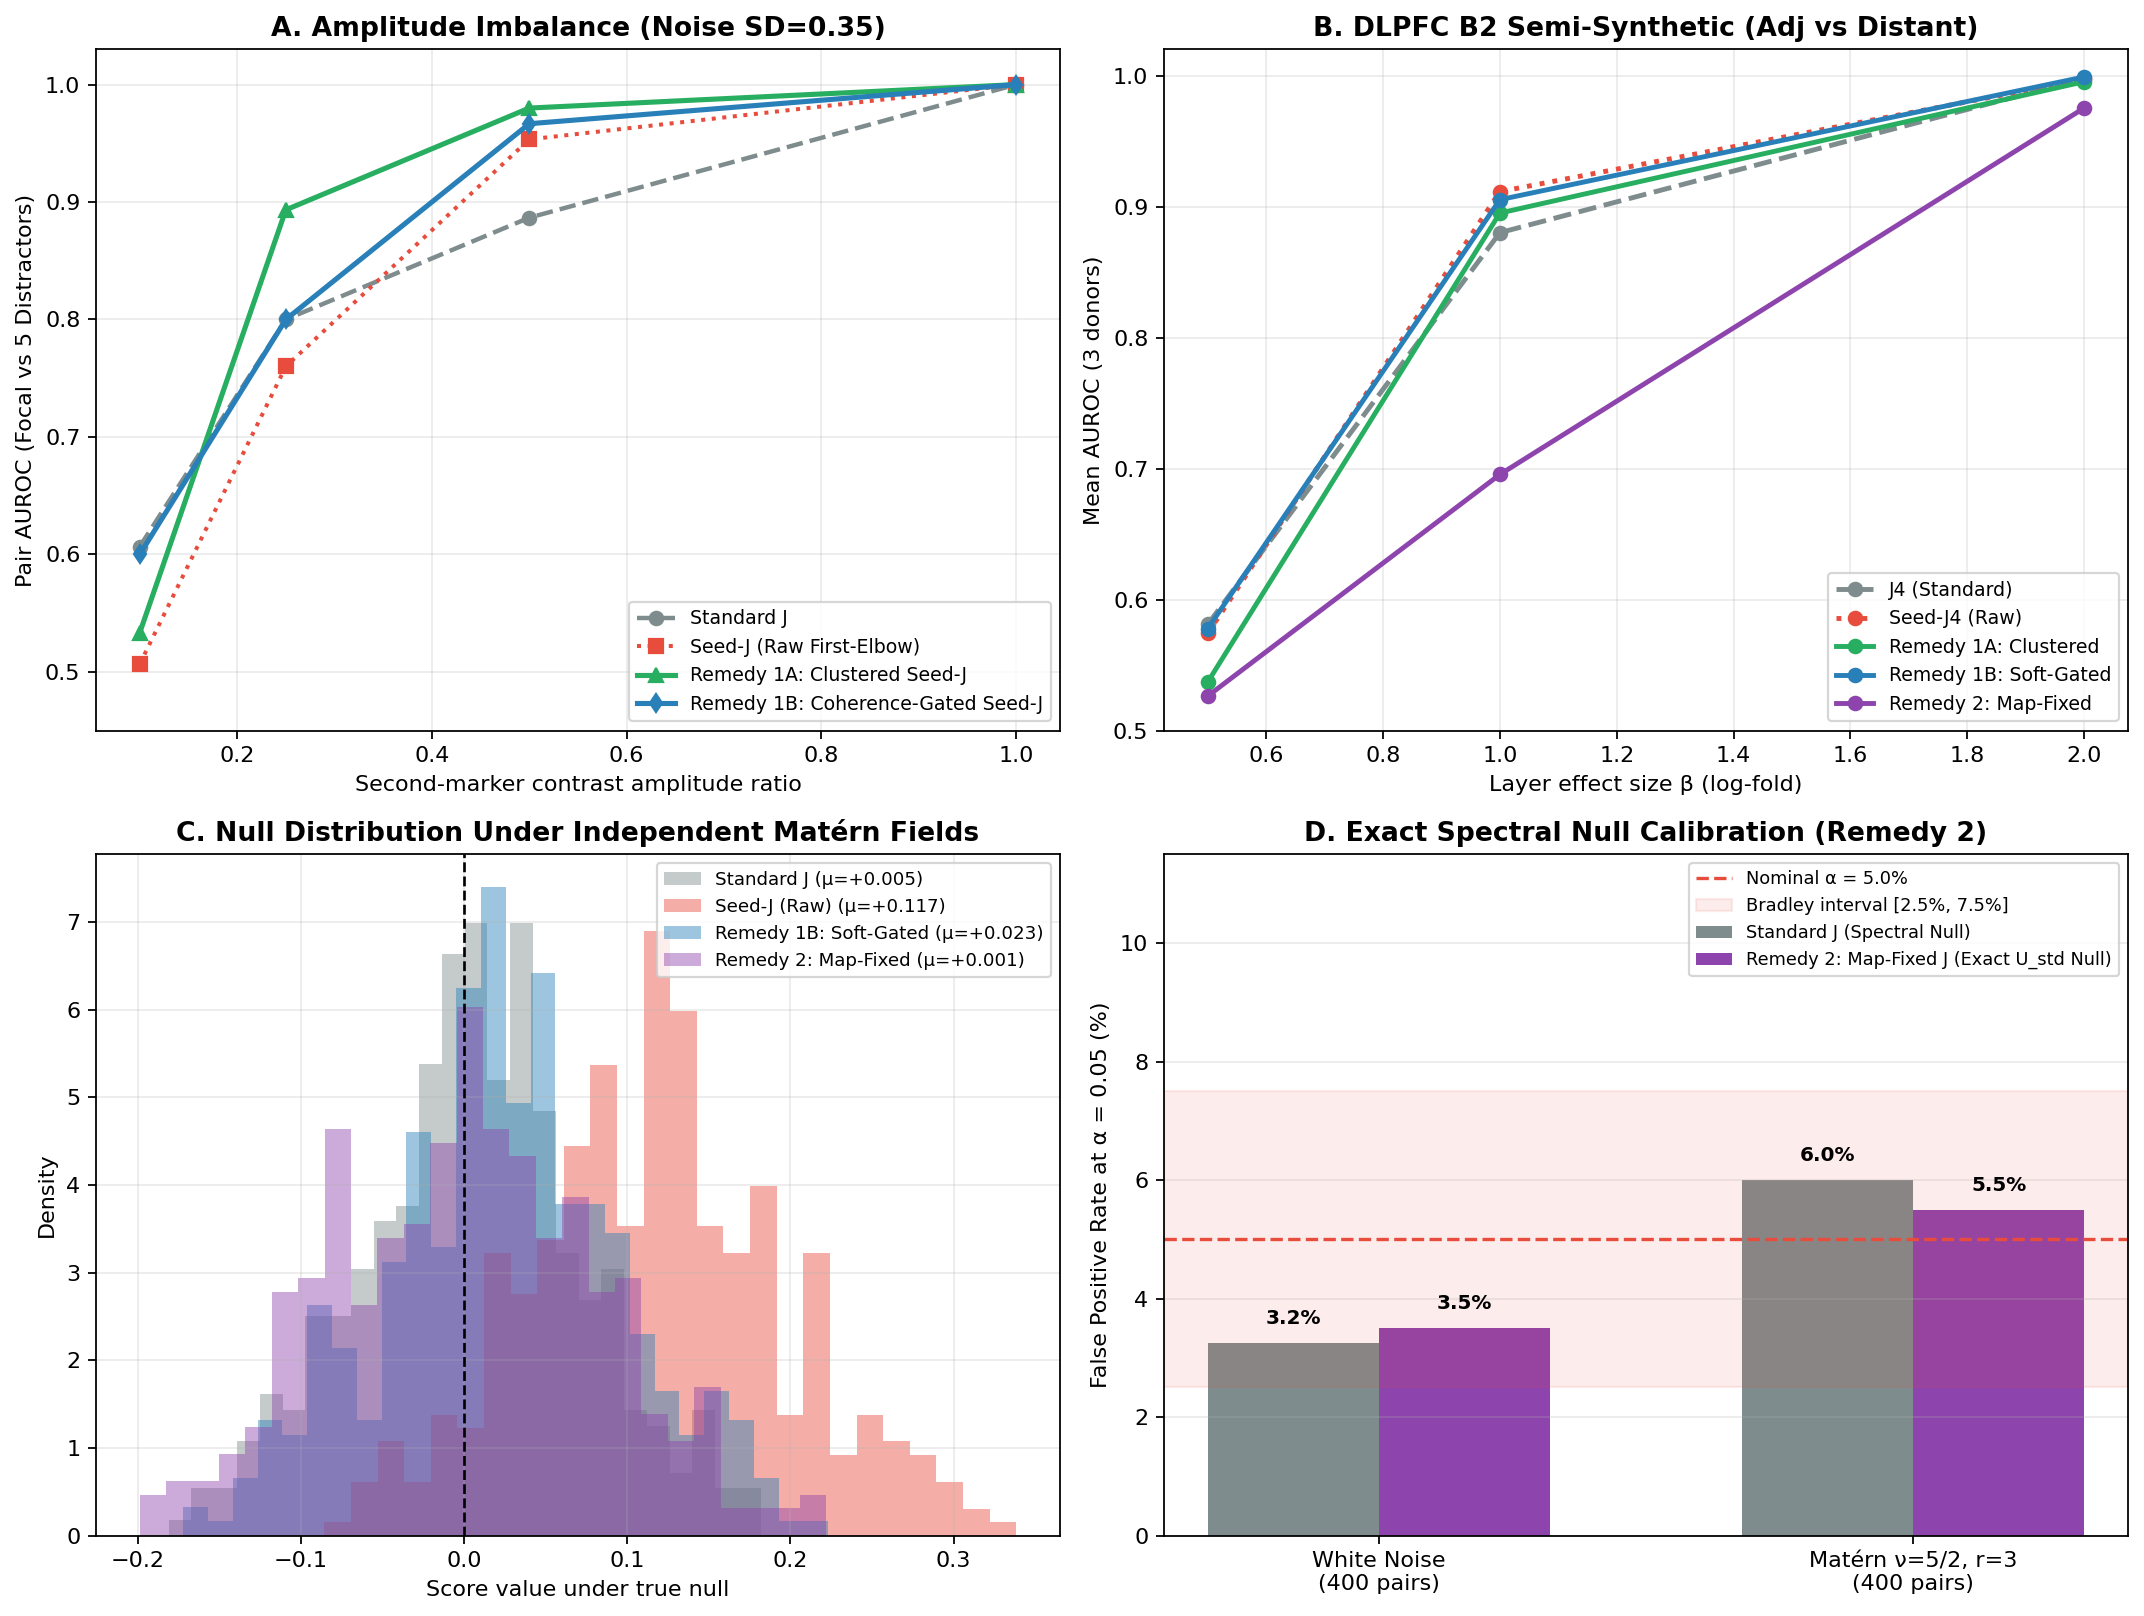 A. Amplitude Imbalance (Noise SD=0.35)
Pair AUROC (Focal vs 5 Distractors)
1.0
0.9
0.8
0.7
0.6
0.5
0.2
0.4
0.6
0.8
1.0
Second-marker contrast amplitude ratio
Standard J
Seed-J (Raw First-Elbow)
Remedy 1A: Clustered Seed-J
Remedy 1B: Coherence-Gated Seed-J
B. DLPFC B2 Semi-Synthetic (Adj vs Distant)
Mean AUROC (3 donors)
1.0
0.9
0.8
0.7
0.6
0.5
0.6
0.8
1.0
1.2
1.4
1.6
1.8
2.0
Layer effect size β (log-fold)
J4 (Standard)
Seed-J4 (Raw)
Remedy 1A: Clustered
Remedy 1B: Soft-Gated
Remedy 2: Map-Fixed
C. Null Distribution Under Independent Matérn Fields
Density
7
6
5
4
3
2
1
0
−0.2
−0.1
0.0
0.1
0.2
0.3
Score value under true null
Standard J (μ=+0.005)
Seed-J (Raw) (μ=+0.117)
Remedy 1B: Soft-Gated (μ=+0.023)
Remedy 2: Map-Fixed (μ=+0.001)
D. Exact Spectral Null Calibration (Remedy 2)
False Positive Rate at α = 0.05 (%)
10
8
6
4
2
0
Nominal α = 5.0%
Bradley interval [2.5%, 7.5%]
Standard J (Spectral Null)
Remedy 2: Map-Fixed J (Exact U_std Null)
3.2%
3.5%
6.0%
5.5%
White Noise
(400 pairs)
Matérn ν=5/2, r=3
(400 pairs)